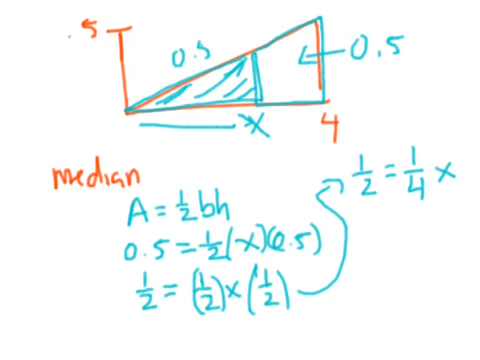 .5
0.5
0.5
x
4
median
A = ½bh
0.5 = ½(x)(0.5)
½ = (½)x(½)
½ = ¼x